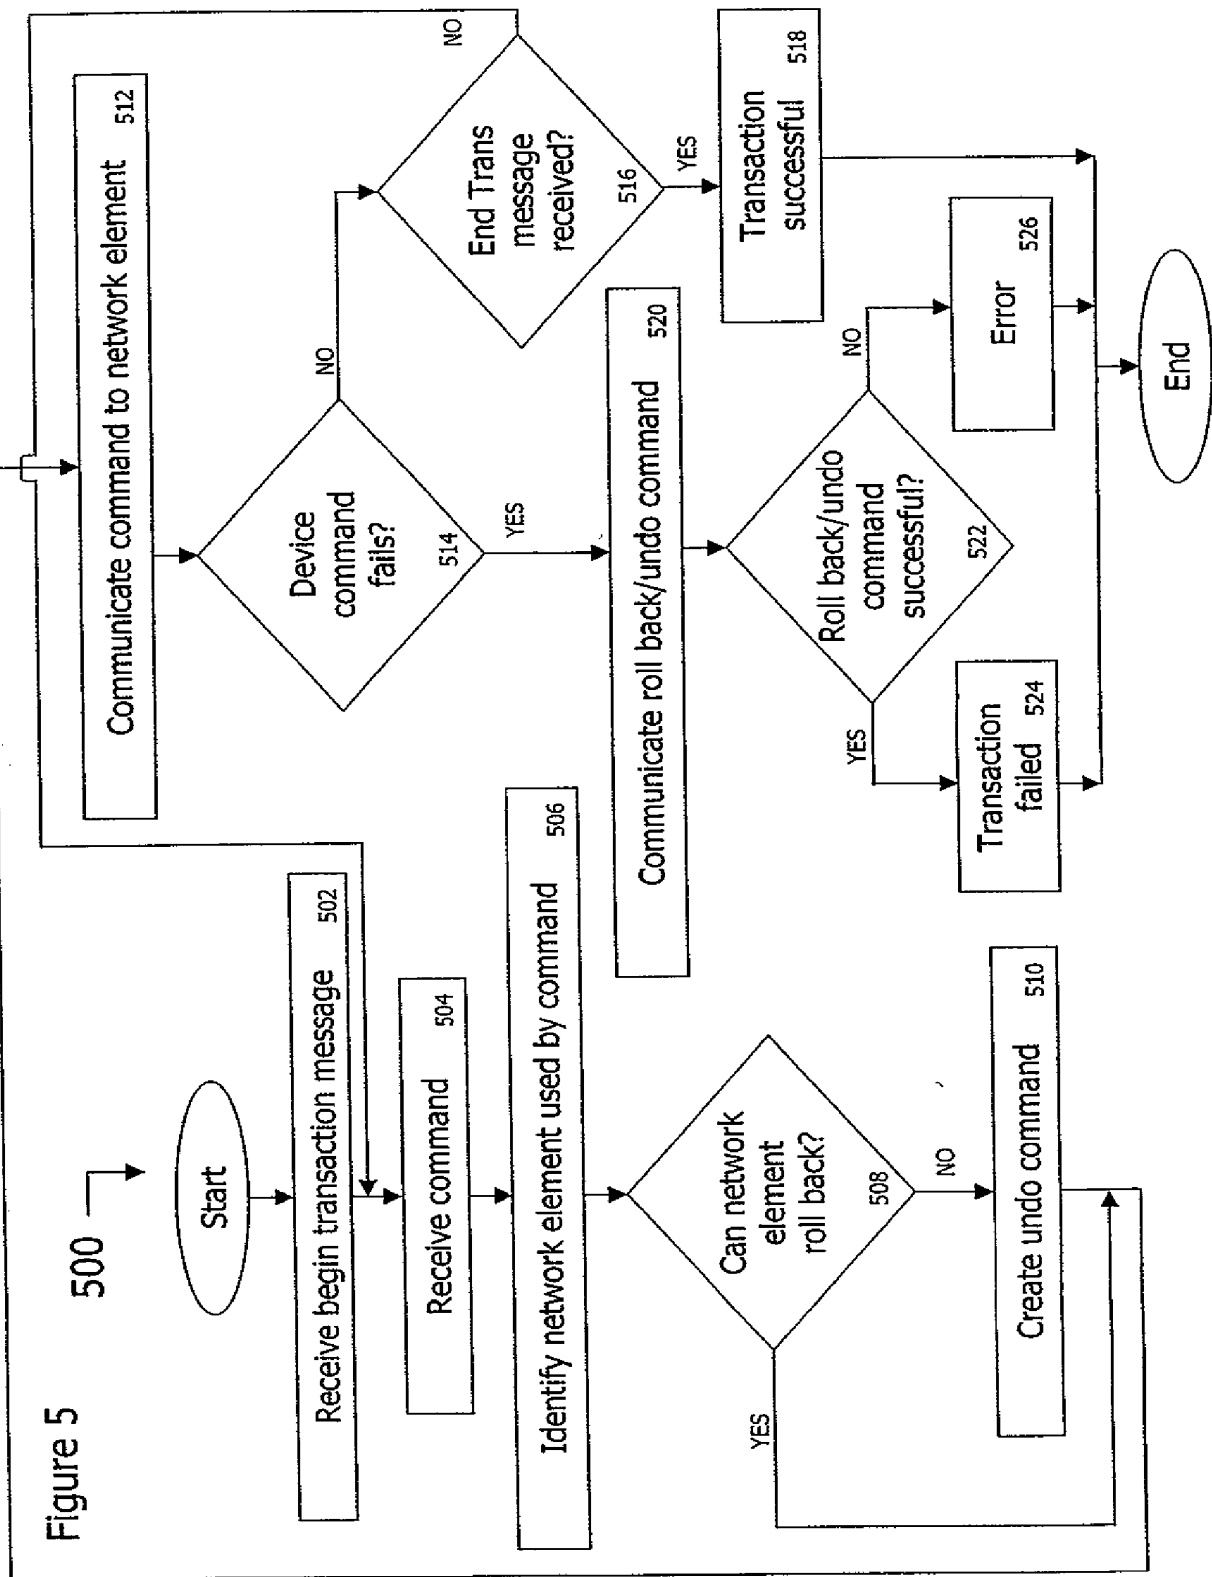 Figure 5
500
Start
Receive begin transaction message
502
Receive command
504
Identify network element used by command
506
Can network
element
roll back?
508
YES
NO
Create undo command
510
Communicate command to network element
512
Device
command
fails?
514
NO
YES
End Trans
message
received?
516
NO
YES
Transaction
successful
518
Communicate roll back/undo command
520
Roll back/undo
command
successful?
522
YES
NO
Transaction
failed 524
Error
526
End